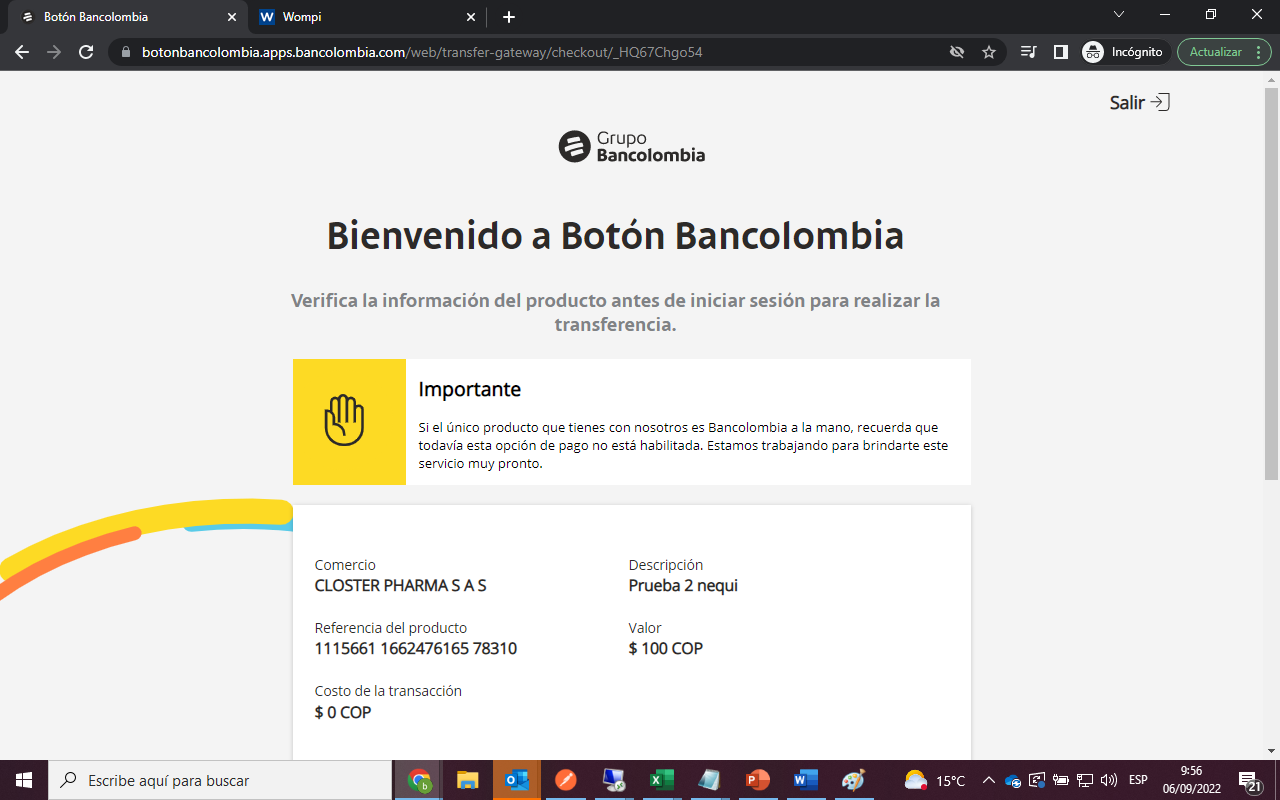 Botón Bancolombia
W Wompi
botonbancolombia.apps.bancolombia.com/web/transfer-gateway/checkout/_HQ67Chgo54
Incógnito
Actualizar
Salir
Grupo
Bancolombia
Bienvenido a Botón Bancolombia
Verifica la información del producto antes de iniciar sesión para realizar la
transferencia.
Importante
Si el único producto que tienes con nosotros es Bancolombia a la mano, recuerda que
todavía esta opción de pago no está habilitada. Estamos trabajando para brindarte este
servicio muy pronto.
Comercio
CLOSTER PHARMA S A S
Descripción
Prueba 2 nequi
Referencia del producto
1115661 1662476165 78310
Valor
$ 100 COP
Costo de la transacción
$ 0 COP
Escribe aquí para buscar
15°C
ESP
9:56
06/09/2022
21